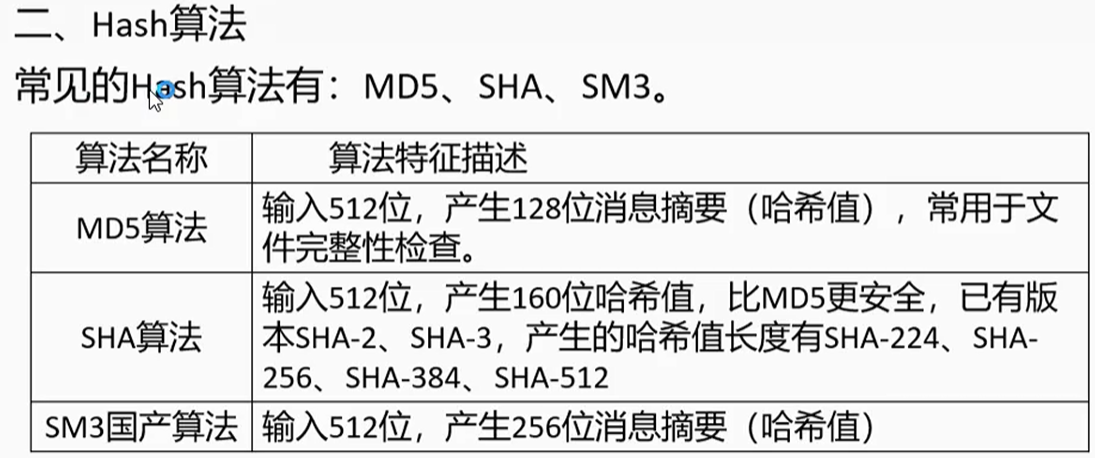 二、Hash算法
常见的Hash算法有：MD5、SHA、SM3。
算法名称
算法特征描述
MD5算法
输入512位，产生128位消息摘要（哈希值），常用于文
件完整性检查。
SHA算法
输入512位，产生160位哈希值，比MD5更安全，已有版
本SHA-2、SHA-3，产生的哈希值长度有SHA-224、SHA-
256、SHA-384、SHA-512
SM3国产算法
输入512位，产生256位消息摘要（哈希值）